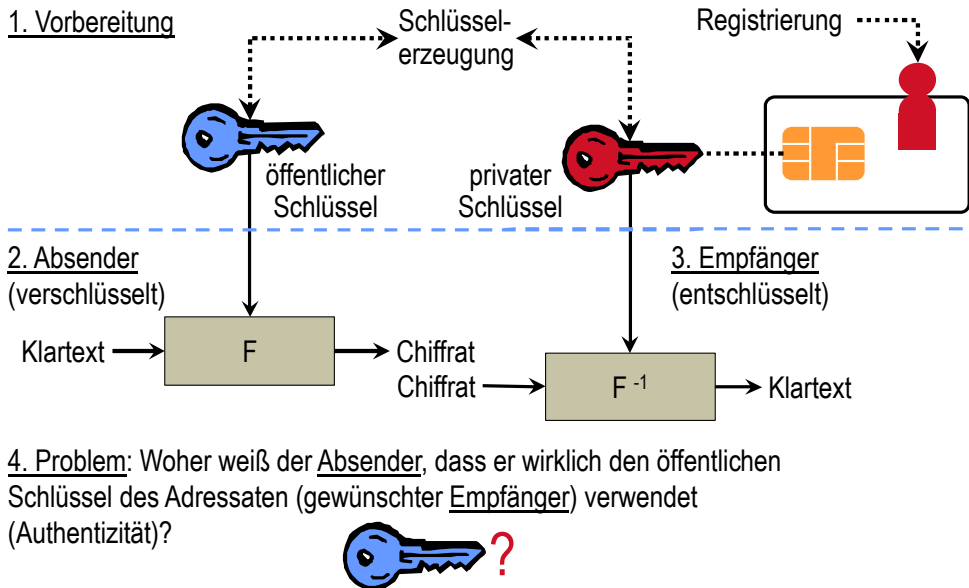 1. Vorbereitung
Schlüssel-
erzeugung
Registrierung
öffentlicher
Schlüssel
privater
Schlüssel
2. Absender
(verschlüsselt)
3. Empfänger
(entschlüsselt)
Klartext
F
Chiffrat
Chiffrat
F -1
Klartext
4. Problem: Woher weiß der Absender, dass er wirklich den öffentlichen
Schlüssel des Adressaten (gewünschter Empfänger) verwendet
(Authentizität)?
?